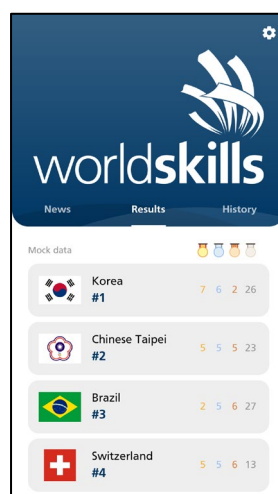 worldskills
News Results History
Mock data
Korea
#1
7 6 2 26
Chinese Taipei
#2
5 5 5 23
Brazil
#3
2 5 6 27
Switzerland
#4
5 5 6 13